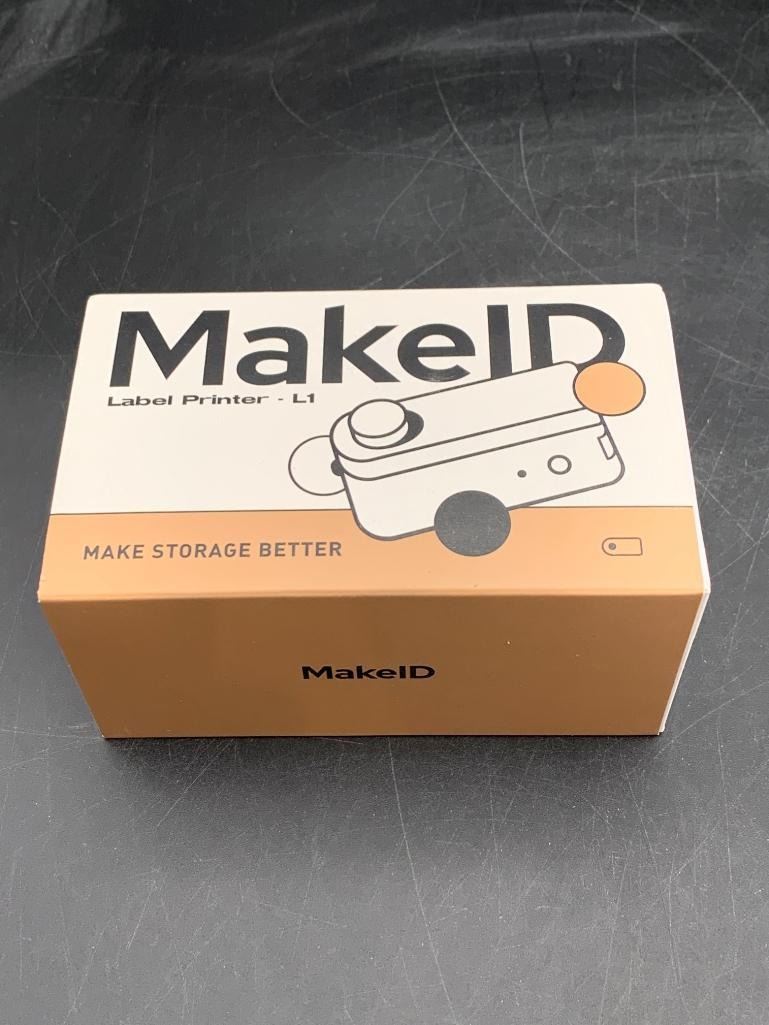 MakeID
Label Printer - L1
MAKE STORAGE BETTER
MakeID